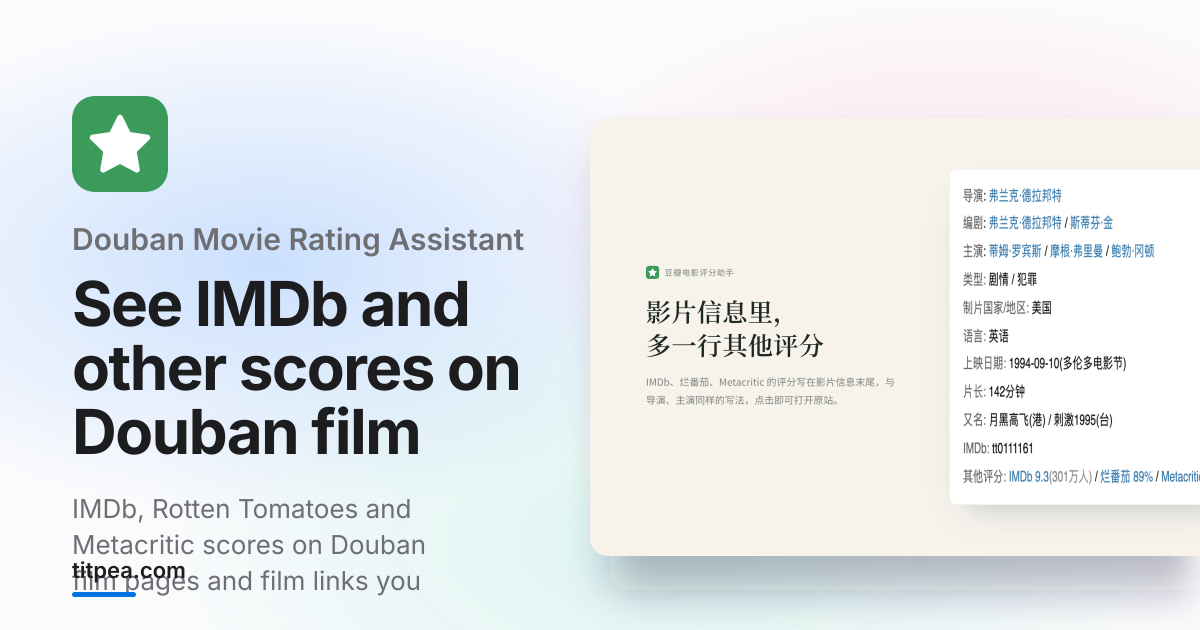 Douban Movie Rating Assistant
See IMDb and
other scores on
Douban film
IMDb, Rotten Tomatoes and
Metacritic scores on Douban
film pages and film links you
titpea.com
豆瓣电影评分助手
影片信息里，
多一行其他评分
IMDb、烂番茄、Metacritic 的评分写在影片信息末尾，与
导演、主演同样的写法，点击即可打开原站。
导演: 弗兰克·德拉邦特
编剧: 弗兰克·德拉邦特 / 斯蒂芬·金
主演: 蒂姆·罗宾斯 / 摩根·弗里曼 / 鲍勃·冈顿
类型: 剧情 / 犯罪
制片国家/地区: 美国
语言: 英语
上映日期: 1994-09-10(多伦多电影节)
片长: 142分钟
又名: 月黑高飞(港) / 刺激1995(台)
IMDb: tt0111161
其他评分: IMDb 9.3(301万人) / 烂番茄 89% / Metacriti